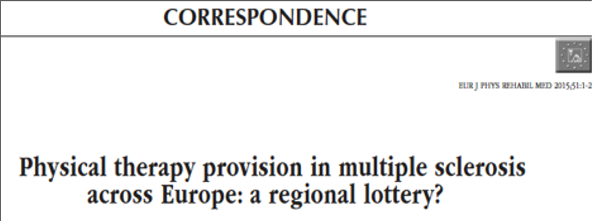 CORRESPONDENCE
EUR J PHYS REHABIL MED 2015;51:1-2
Physical therapy provision in multiple sclerosis
across Europe: a regional lottery?